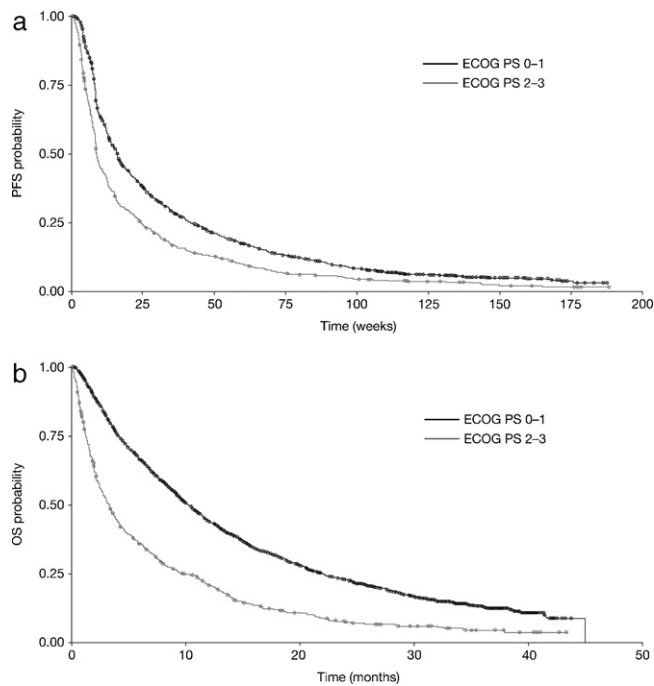 a
1.00
0.75
0.50
0.25
0.00
PFS probability
ECOG PS 0–1
ECOG PS 2–3
0 25 50 75 100 125 150 175 200
Time (weeks)
b
1.00
0.75
0.50
0.25
0.00
OS probability
ECOG PS 0–1
ECOG PS 2–3
0 10 20 30 40 50
Time (months)